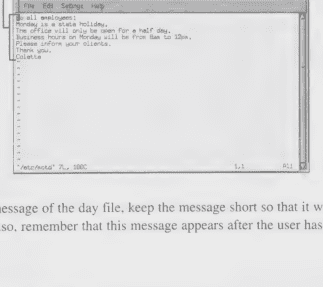 File Edit Settings Help
To all employees:
Monday is a state holiday.
The office will only be open for a half day.
Business hours on Monday will be from 8am to 12pm.
Please inform your clients.
Thank you.
Colette
~
~
~
~
~
~
~
~
~
~
~
~
~
"/etc/motd" 7L, 188C 1,1 All
essage of the day file, keep the message short so that it w
so, remember that this message appears after the user has